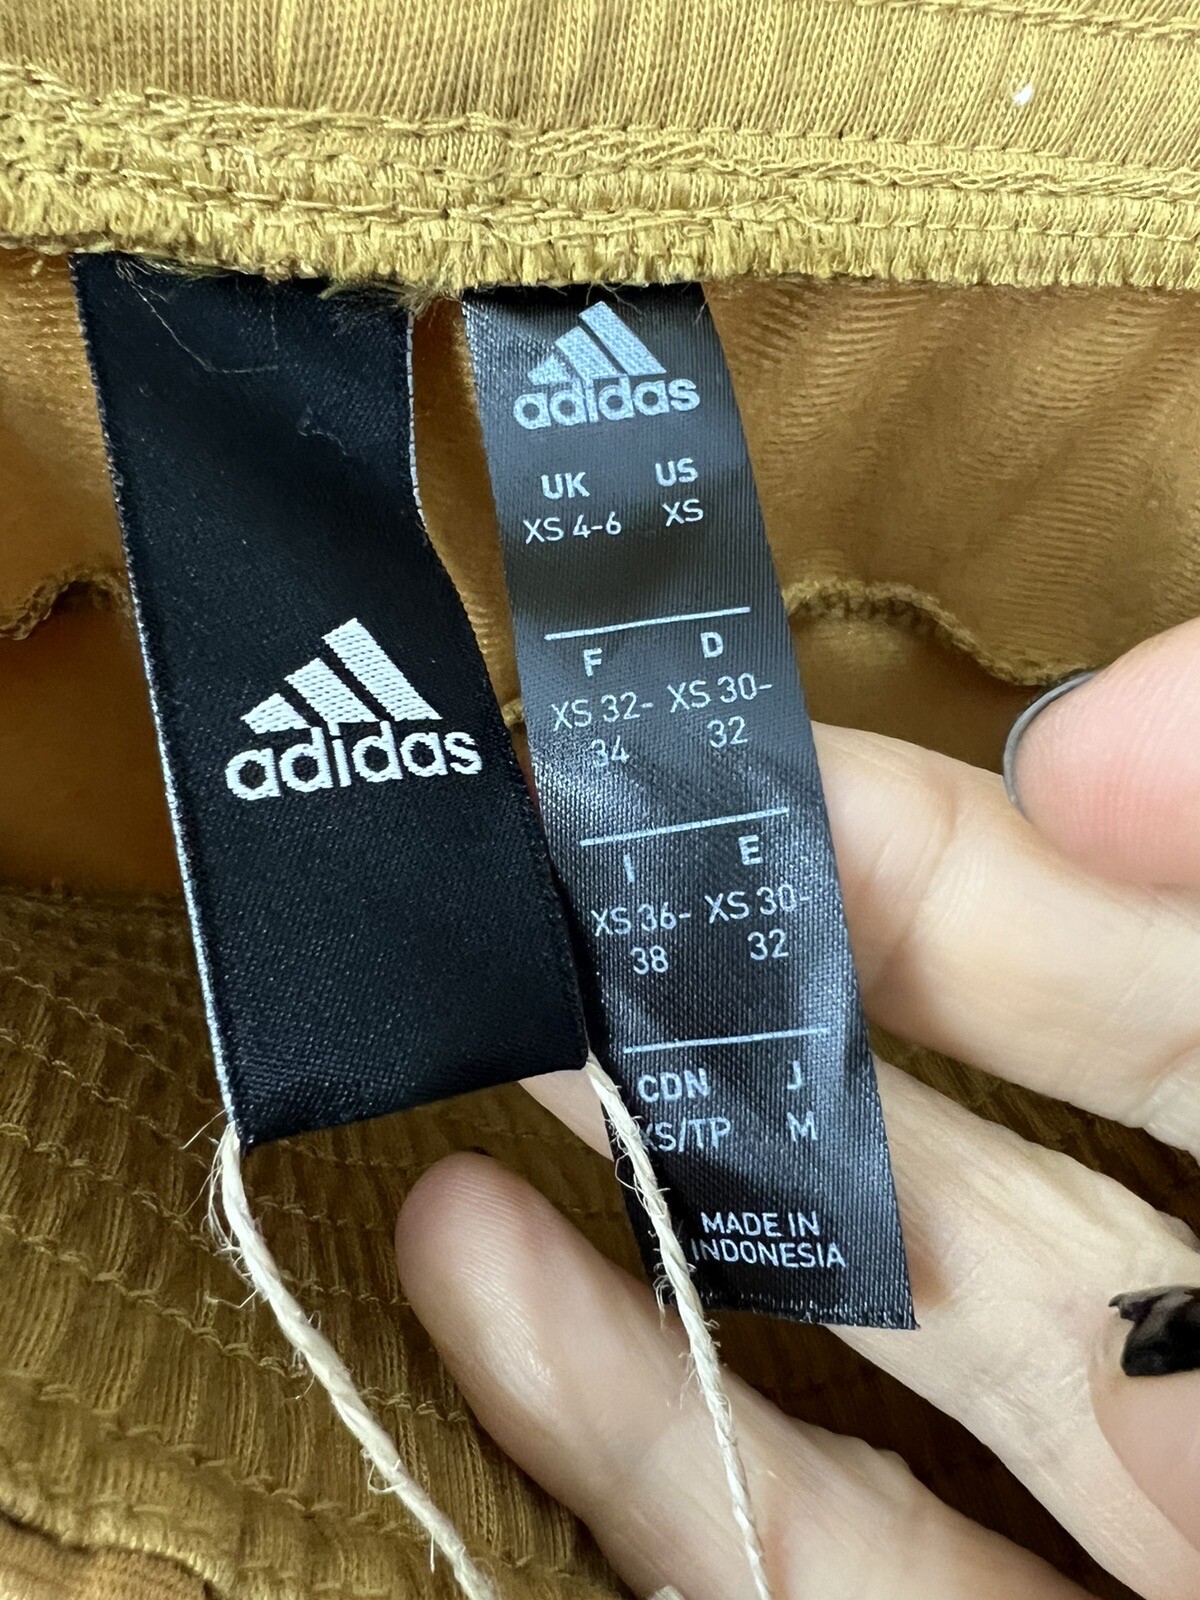 adidas
adidas
UK US
XS 4-6 XS
F D
XS 32- XS 30-
34 32
I E
XS 36- XS 30-
38 32
CDN J
XS/TP M
MADE IN
INDONESIA